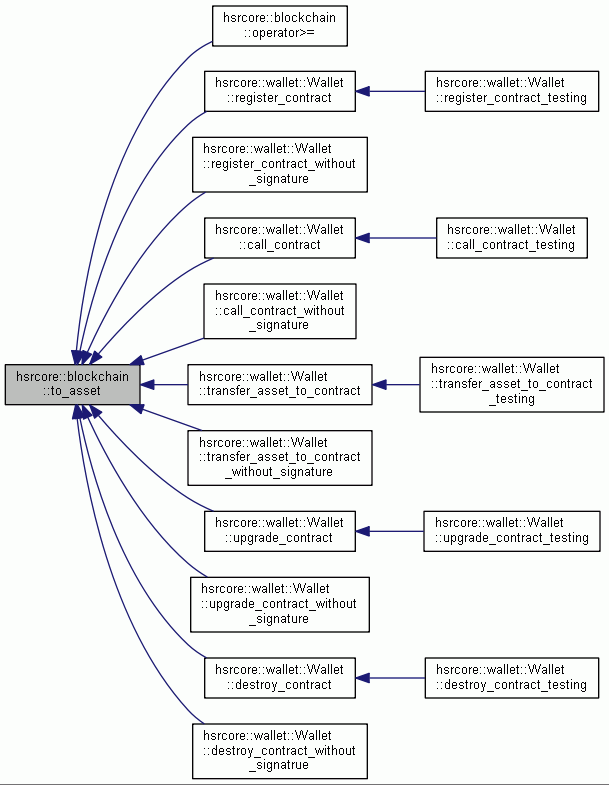 hsrcore::blockchain
::operator>=
hsrcore::wallet::Wallet
::register_contract
hsrcore::wallet::Wallet
::register_contract_testing
hsrcore::wallet::Wallet
::register_contract_without
_signature
hsrcore::wallet::Wallet
::call_contract
hsrcore::wallet::Wallet
::call_contract_testing
hsrcore::wallet::Wallet
::call_contract_without
_signature
hsrcore::blockchain
::to_asset
hsrcore::wallet::Wallet
::transfer_asset_to_contract
hsrcore::wallet::Wallet
::transfer_asset_to_contract
_testing
hsrcore::wallet::Wallet
::transfer_asset_to_contract
_without_signature
hsrcore::wallet::Wallet
::upgrade_contract
hsrcore::wallet::Wallet
::upgrade_contract_testing
hsrcore::wallet::Wallet
::upgrade_contract_without
_signature
hsrcore::wallet::Wallet
::destroy_contract
hsrcore::wallet::Wallet
::destroy_contract_testing
hsrcore::wallet::Wallet
::destroy_contract_without
_signatrue